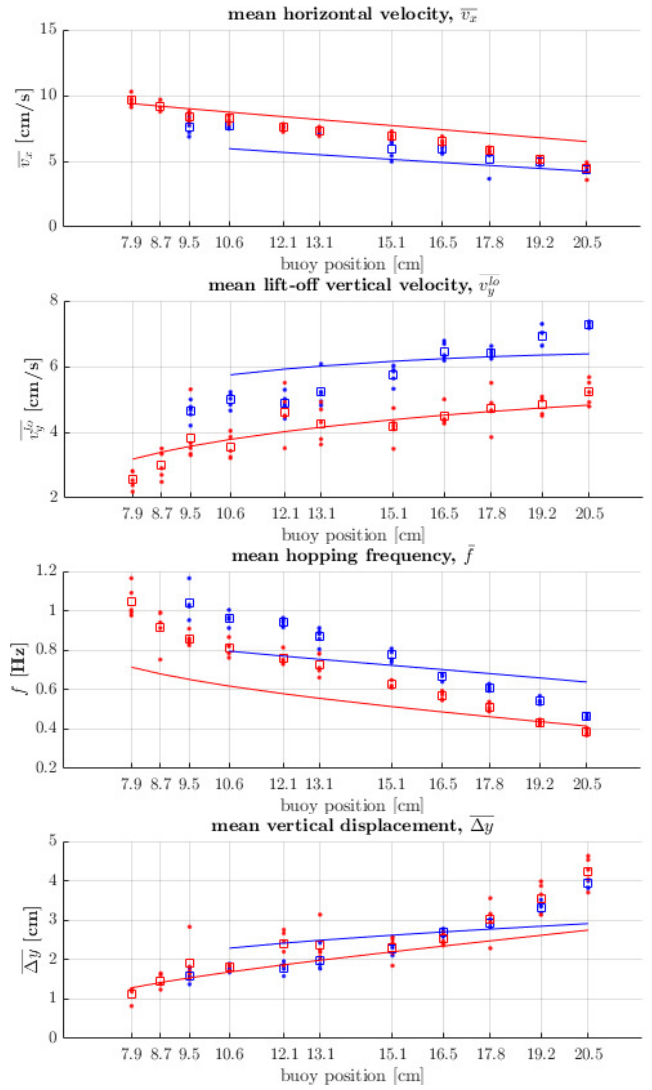 mean horizontal velocity, v̅ₓ
15
10
5
0
v̅ₓ [cm/s]
7.9 8.7 9.5 10.6 12.1 13.1 15.1 16.5 17.8 19.2 20.5
buoy position [cm]
mean lift-off vertical velocity, \overline{v_y^{lo}}
8
6
4
2
\overline{v_y^{lo}} [cm/s]
7.9 8.7 9.5 10.6 12.1 13.1 15.1 16.5 17.8 19.2 20.5
buoy position [cm]
mean hopping frequency, f̄
1.2
1
0.8
0.6
0.4
0.2
f [Hz]
7.9 8.7 9.5 10.6 12.1 13.1 15.1 16.5 17.8 19.2 20.5
buoy position [cm]
mean vertical displacement, \overline{Δy}
5
4
3
2
1
0
\overline{Δy} [cm]
7.9 8.7 9.5 10.6 12.1 13.1 15.1 16.5 17.8 19.2 20.5
buoy position [cm]